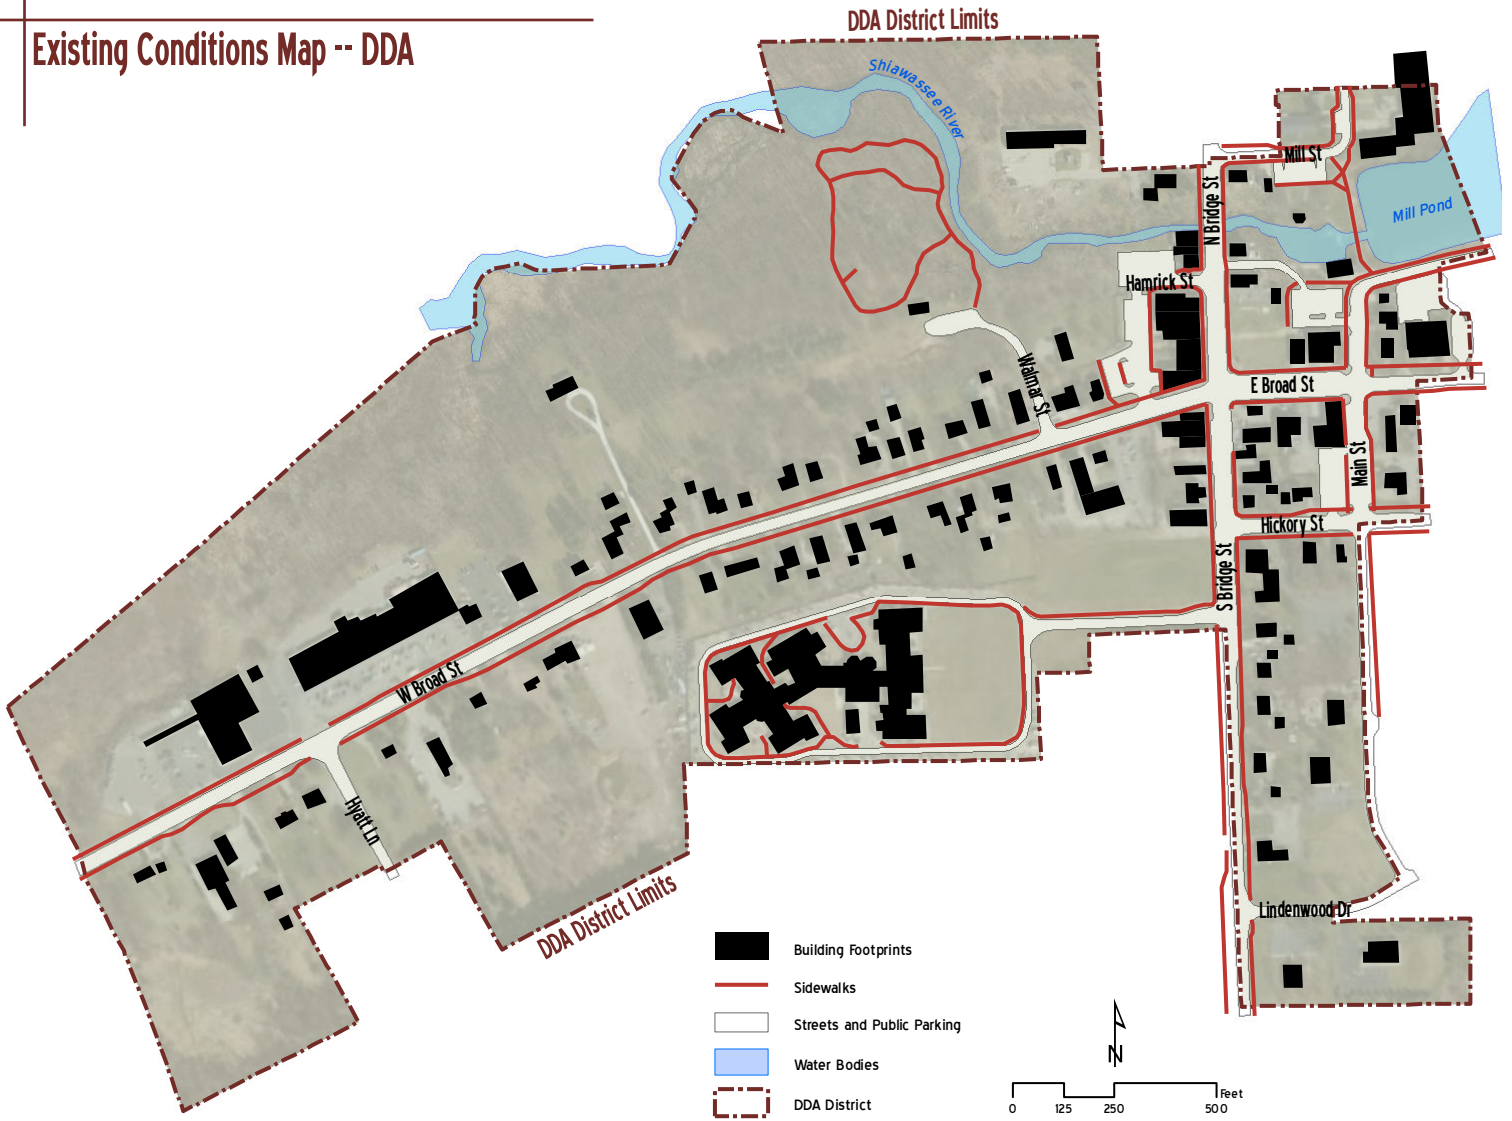 DDA District Limits
Existing Conditions Map -- DDA
Shiawassee River
Mill St
N Bridge St
Mill Pond
Hamrick St
Walmar St
E Broad St
Main St
Hickory St
S Bridge St
W Broad St
Hyatt Ln
DDA District Limits
Lindenwood Dr
Building Footprints
Sidewalks
Streets and Public Parking
Water Bodies
DDA District
N
0 125 250 500 Feet